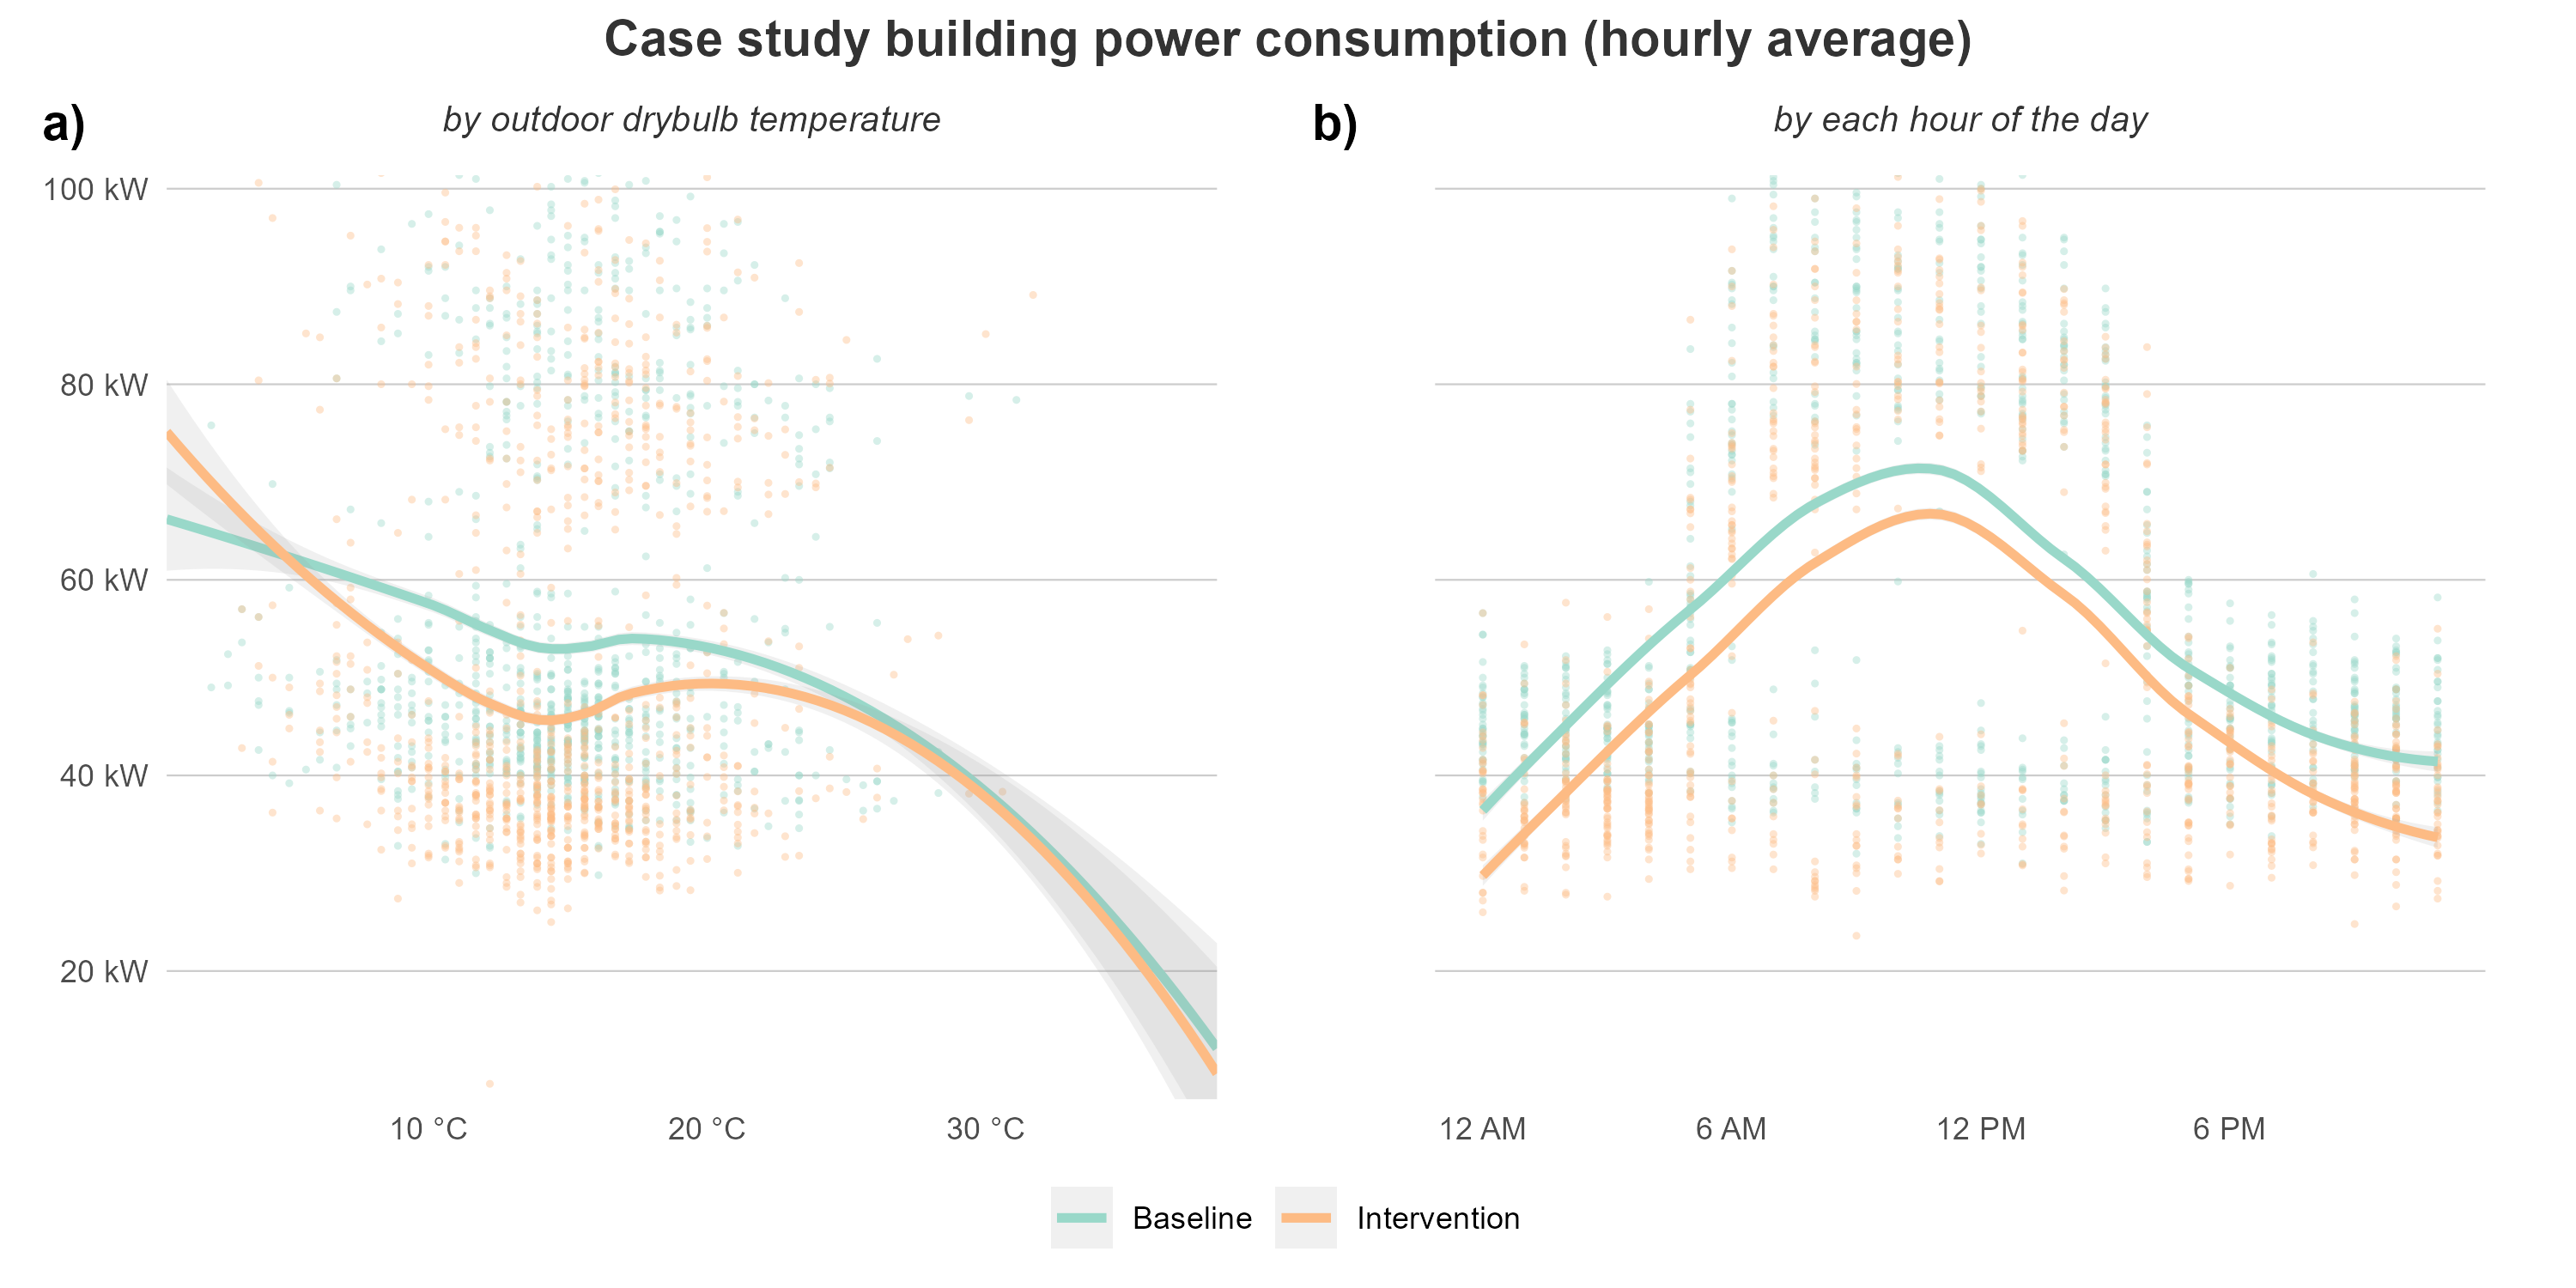 Case study building power consumption (hourly average)
a)
by outdoor drybulb temperature
100 kW
80 kW
60 kW
40 kW
20 kW
10 °C
20 °C
30 °C
b)
by each hour of the day
12 AM
6 AM
12 PM
6 PM
Baseline
Intervention